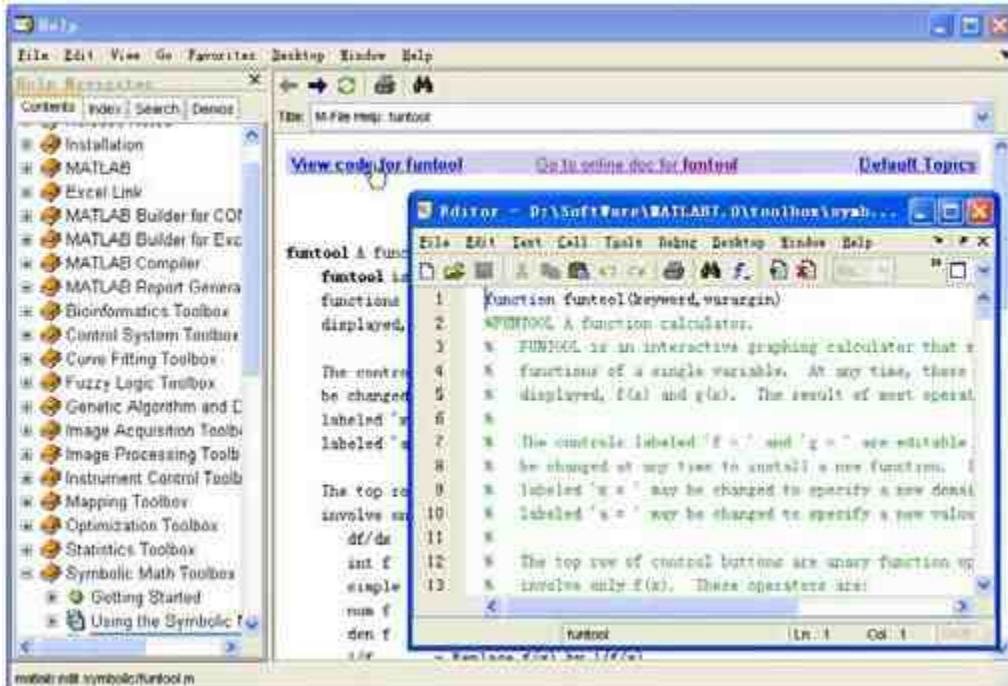 Help
File Edit View Go Favorites Desktop Window Help
Help Navigator
Contents Index Search Demos
Title: M-File Help: funtool
Installation
MATLAB
Excel Link
MATLAB Builder for COM
MATLAB Builder for Exc
MATLAB Compiler
MATLAB Report Genera
Bioinformatics Toolbox
Control System Toolbox
Curve Fitting Toolbox
Fuzzy Logic Toolbox
Genetic Algorithm and D
Image Acquisition Toolb
Image Processing Toolb
Instrument Control Toolb
Mapping Toolbox
Optimization Toolbox
Statistics Toolbox
Symbolic Math Toolbox
Getting Started
Using the Symbolic
matlab: edit symbolic/funtool.m
View code for funtool Go to online doc for funtool Default Topics
funtool A func
funtool is
functions
displayed,
The contro
be changed
labeled
labeled
The top ro
involve on
df/dx
int f
simple
num f
den f
1/f - Replace f(x) by 1/f(x)
Editor - D:\SoftWare\MATLAB7.0\toolbox\symb...
File Edit Text Cell Tools Debug Desktop Window Help
1 function funtool(keyword,varargin)
2 %FUNTOOL A function calculator.
3 % FUNTOOL is an interactive graphing calculator that
4 % functions of a single variable. At any time, there
5 % displayed, f(x) and g(x). The result of most operat
6 %
7 % The controls labeled 'f = ' and 'g = ' are editable
8 % be changed at any time to install a new function.
9 % labeled 'x = ' may be changed to specify a new domai
10 % labeled 'a = ' may be changed to specify a new value
11 %
12 % The top row of control buttons are unary function op
13 % involve only f(x). These operators are:
funtool Ln 1 Col 1